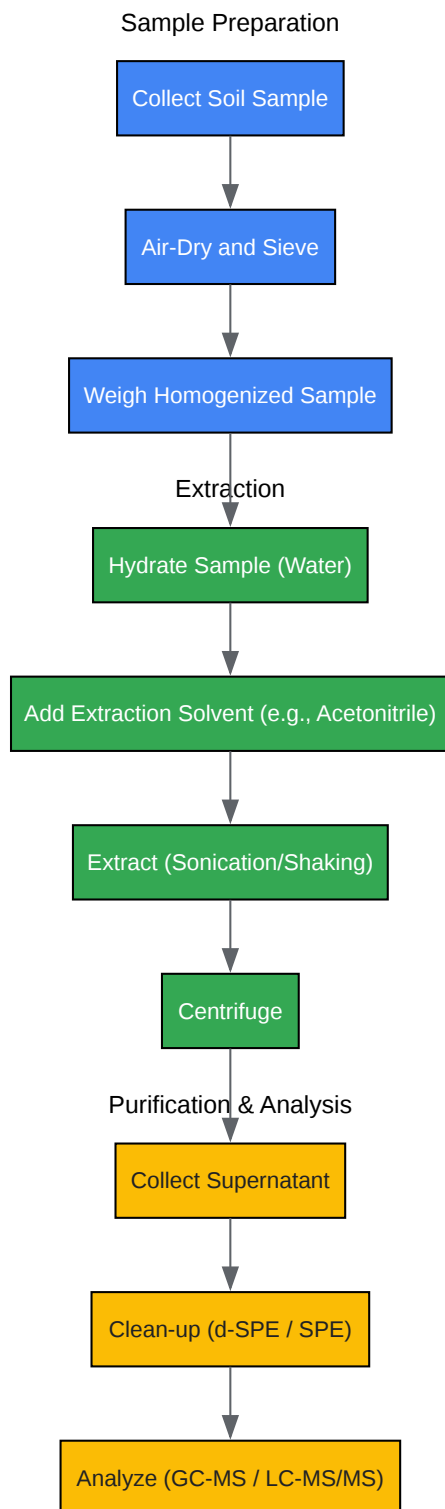 Sample Preparation
Collect Soil Sample
Air-Dry and Sieve
Weigh Homogenized Sample
Extraction
Hydrate Sample (Water)
Add Extraction Solvent (e.g., Acetonitrile)
Extract (Sonication/Shaking)
Centrifuge
Purification & Analysis
Collect Supernatant
Clean-up (d-SPE / SPE)
Analyze (GC-MS / LC-MS/MS)